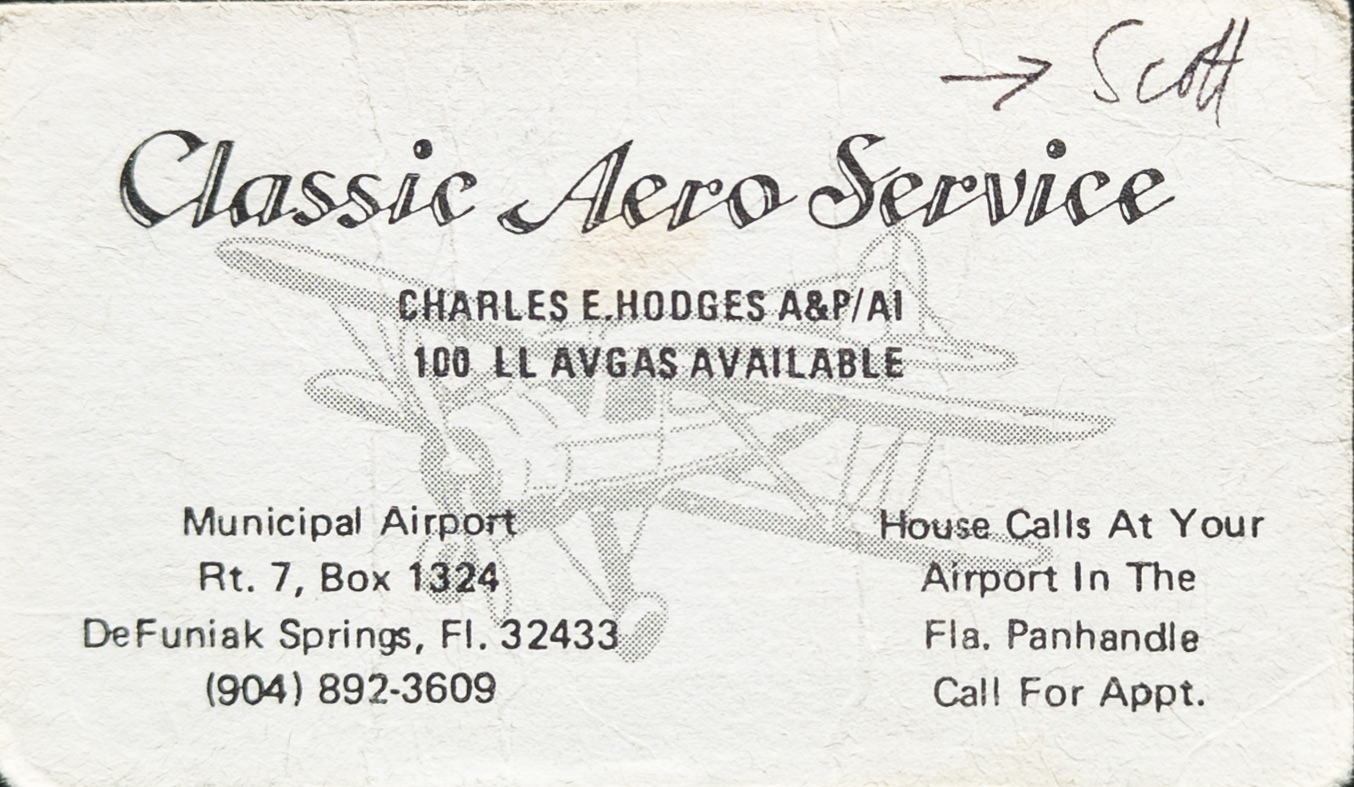 → Scott
Classic Aero Service
CHARLES E.HODGES A&P/AI
100 LL AVGAS AVAILABLE
Municipal Airport
Rt. 7, Box 1324
DeFuniak Springs, Fl. 32433
(904) 892-3609
House Calls At Your
Airport In The
Fla. Panhandle
Call For Appt.